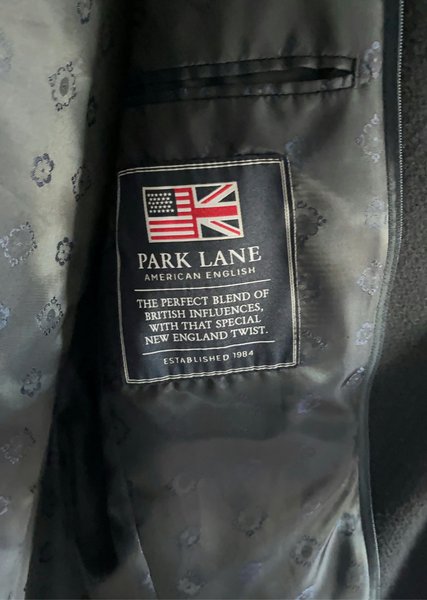 PARK LANE
AMERICAN ENGLISH
THE PERFECT BLEND OF
BRITISH INFLUENCES,
WITH THAT SPECIAL
NEW ENGLAND TWIST.
ESTABLISHED 1984